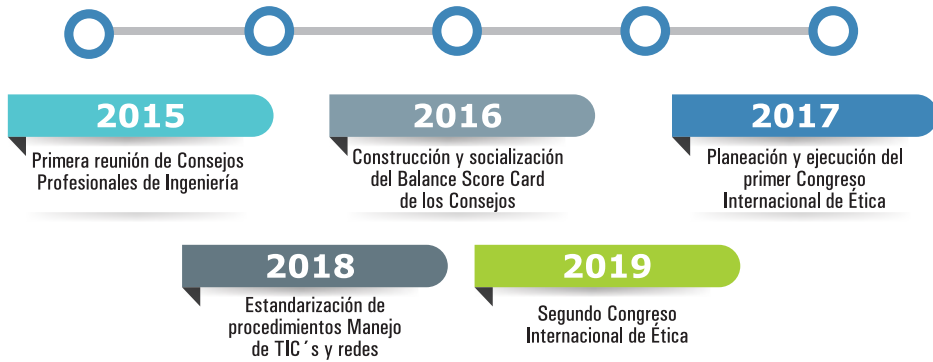 2015
Primera reunión de Consejos
Profesionales de Ingeniería
2016
Construcción y socialización
del Balance Score Card
de los Consejos
2017
Planeación y ejecución del
primer Congreso
Internacional de Ética
2018
Estandarización de
procedimientos Manejo
de TIC´s y redes
2019
Segundo Congreso
Internacional de Ética